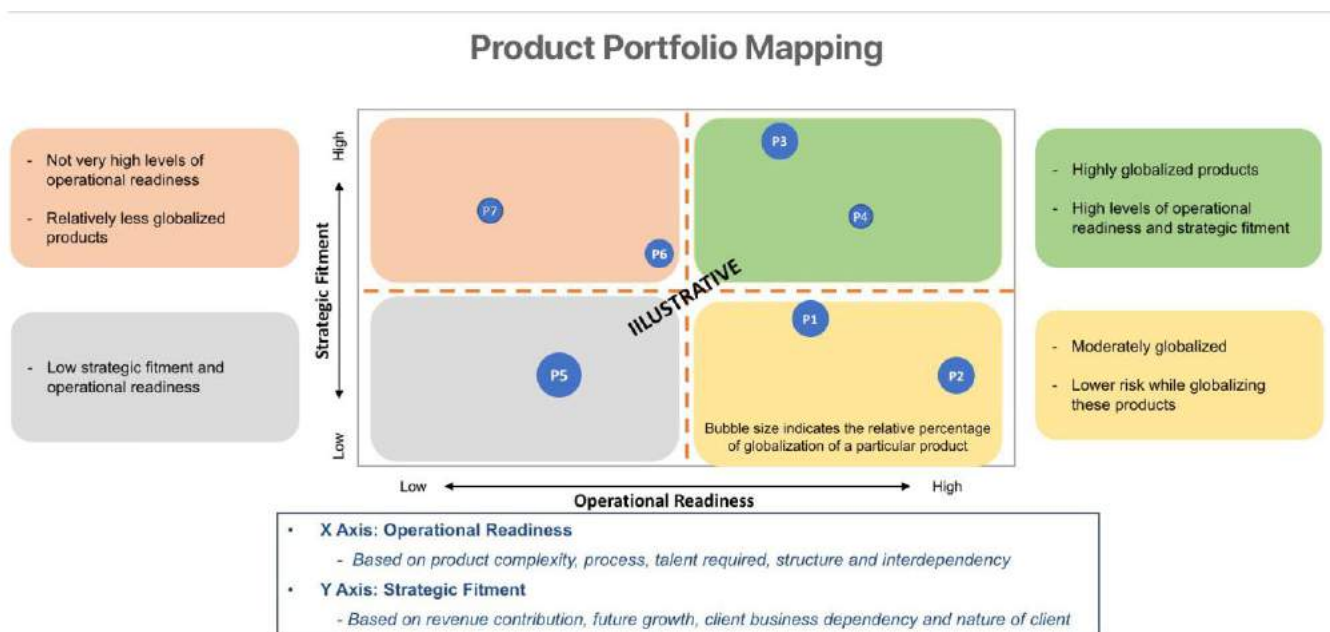 Product Portfolio Mapping
- Not very high levels of
operational readiness
- Relatively less globalized
products
- Low strategic fitment and
operational readiness
High
Strategic Fitment
Low
P3
P7
P4
P6
IILUSTRATIVE
P1
P5
P2
Bubble size indicates the relative percentage
of globalization of a particular product
- Highly globalized products
- High levels of operational
readiness and strategic fitment
- Moderately globalized
- Lower risk while globalizing
these products
Low
High
Operational Readiness
• X Axis: Operational Readiness
- Based on product complexity, process, talent required, structure and interdependency
• Y Axis: Strategic Fitment
- Based on revenue contribution, future growth, client business dependency and nature of client